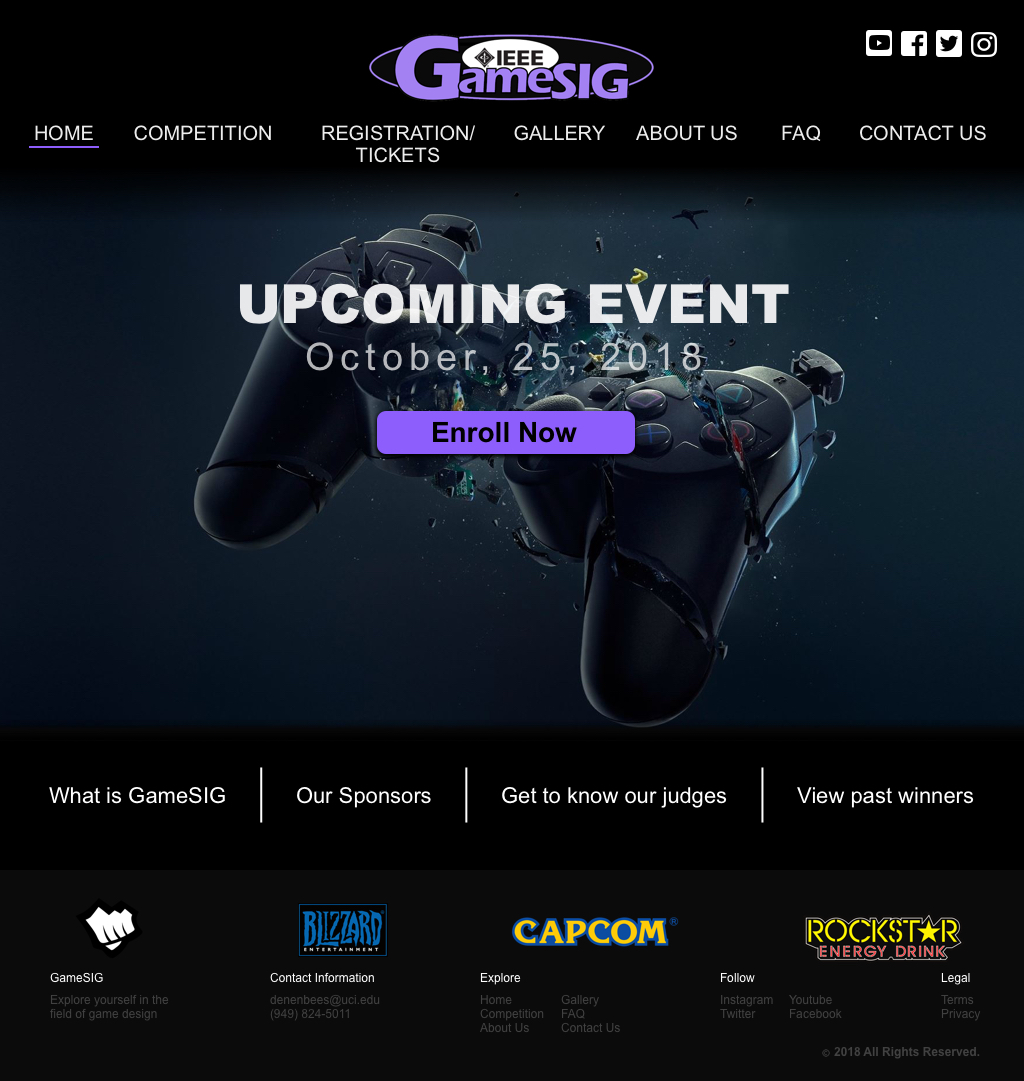 IEEE
GameSIG
HOME COMPETITION REGISTRATION/ GALLERY ABOUT US FAQ CONTACT US
TICKETS
UPCOMING EVENT
October, 25, 2018
Enroll Now
What is GameSIG Our Sponsors Get to know our judges View past winners
BLIZZARD
ENTERTAINMENT
CAPCOM®
ROCKSTAR
ENERGY DRINK
GameSIG Contact Information Explore Follow Legal
Explore yourself in the denenbees@uci.edu Home Gallery Instagram Youtube Terms
field of game design (949) 824-5011 Competition FAQ Twitter Facebook Privacy
About Us Contact Us
© 2018 All Rights Reserved.